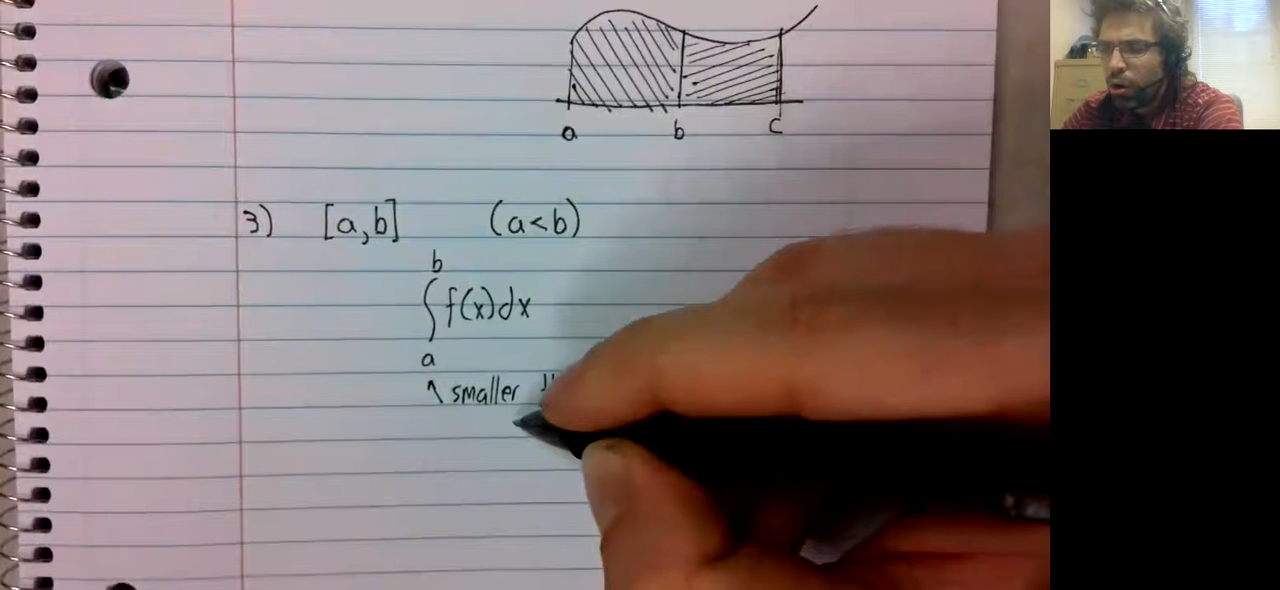 a b c
3) [a,b] (a<b)
b
∫ f(x)dx
a
↖ smaller